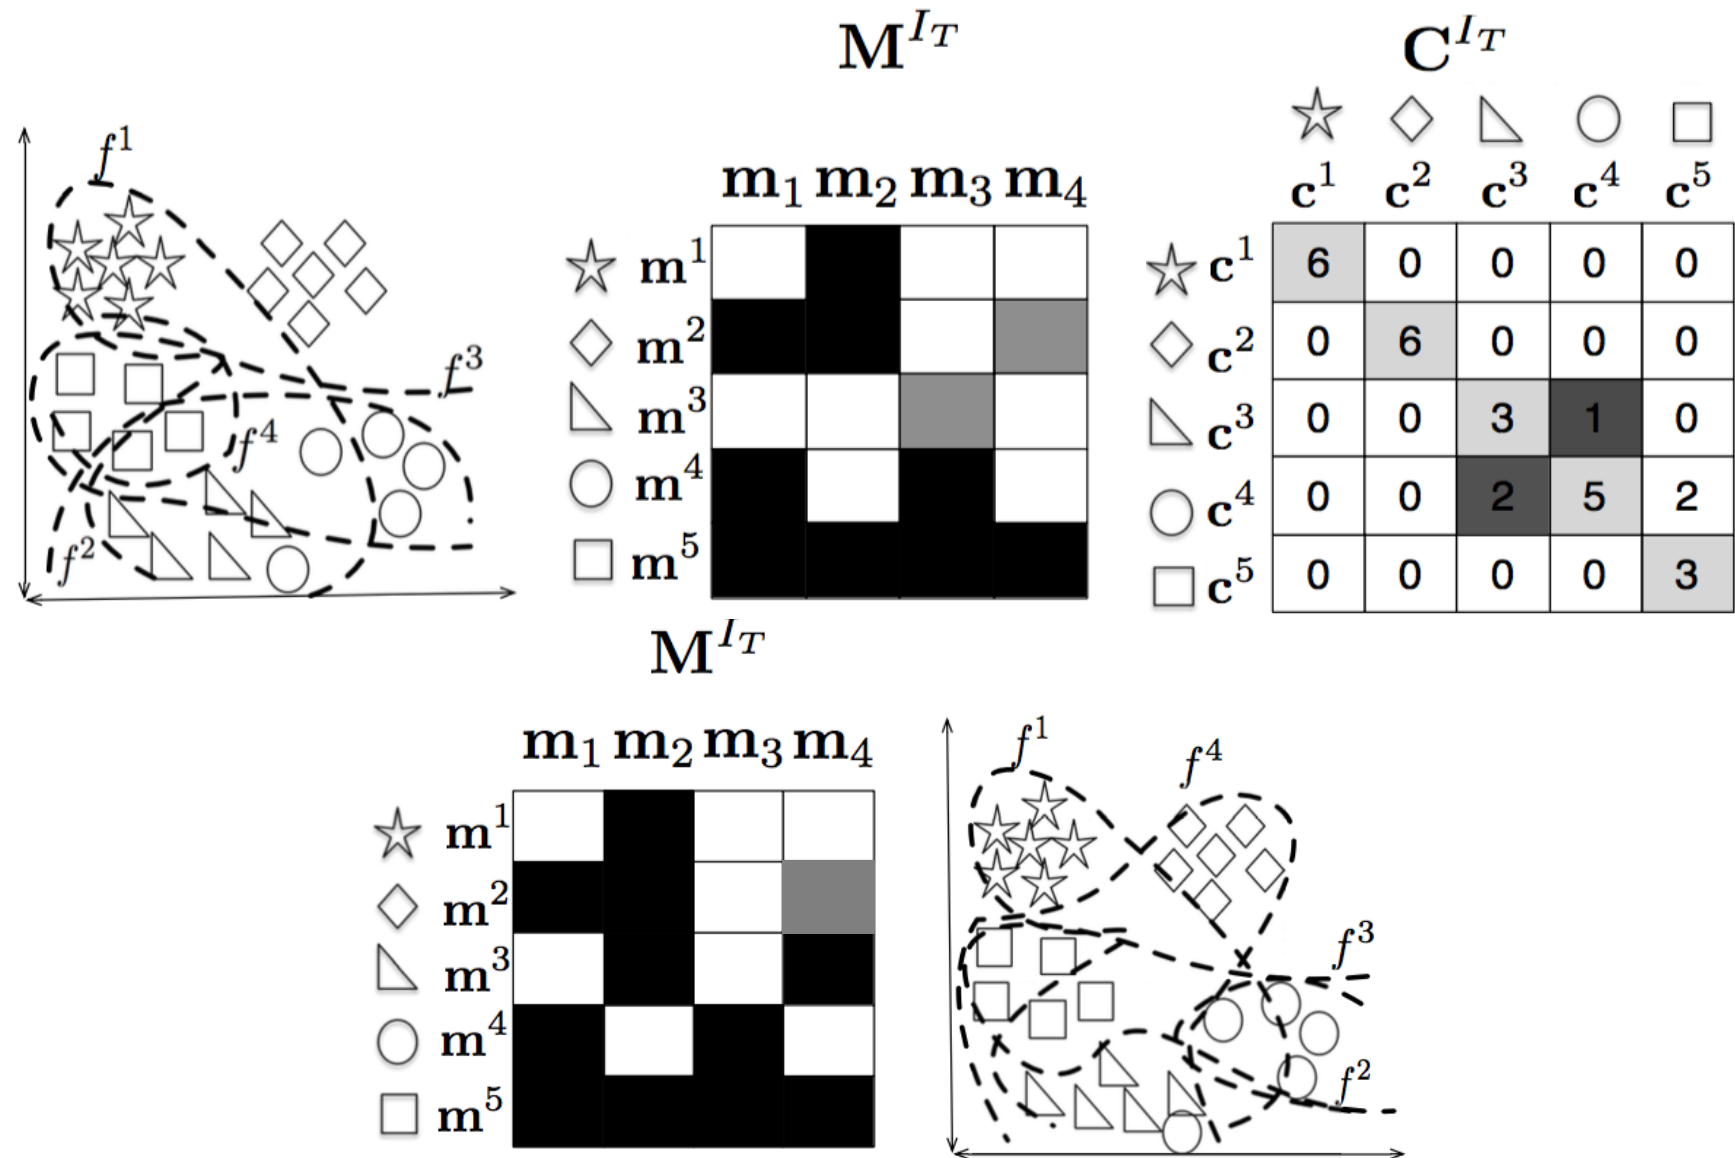 M^{I_T}
C^{I_T}
f^1
m_1 m_2 m_3 m_4
c^1 c^2 c^3 c^4 c^5
m^1
m^2
m^3
m^4
m^5
c^1 6 0 0 0 0
c^2 0 6 0 0 0
c^3 0 0 3 1 0
c^4 0 0 2 5 2
c^5 0 0 0 0 3
f^3
f^4
f^2
M^{I_T}
m_1 m_2 m_3 m_4
m^1
m^2
m^3
m^4
m^5
f^1
f^4
f^3
f^2